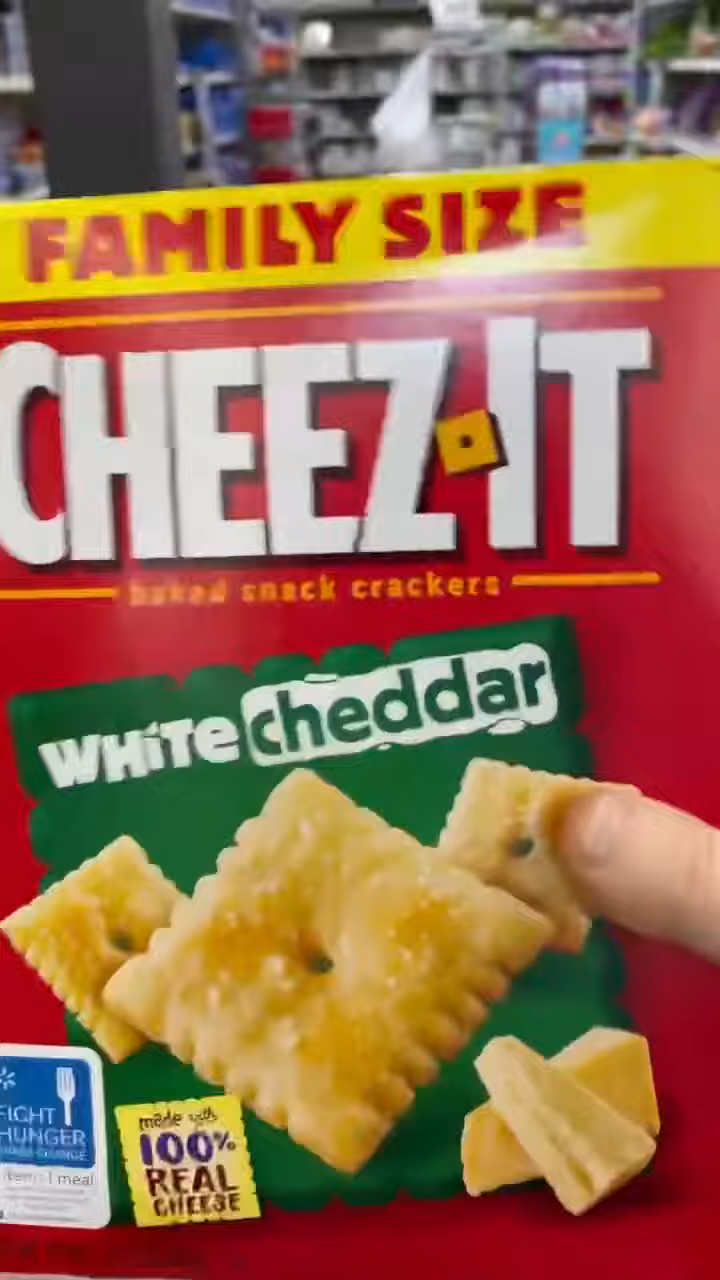 FAMILY SIZE
CHEEZ-IT
baked snack crackers
WHiTe cheddar
FIGHT
HUNGER
1 meal
made with
100%
REAL
CHEESE